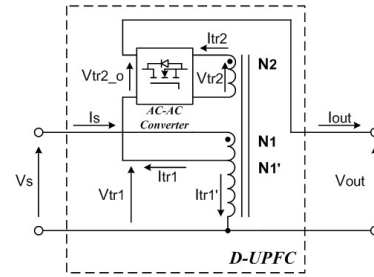 Itr2
Vtr2_o
Vtr2
N2
AC-AC
Converter
Is
Iout
N1
N1'
Vs
Vtr1
Itr1
Itr1'
Vout
D-UPFC